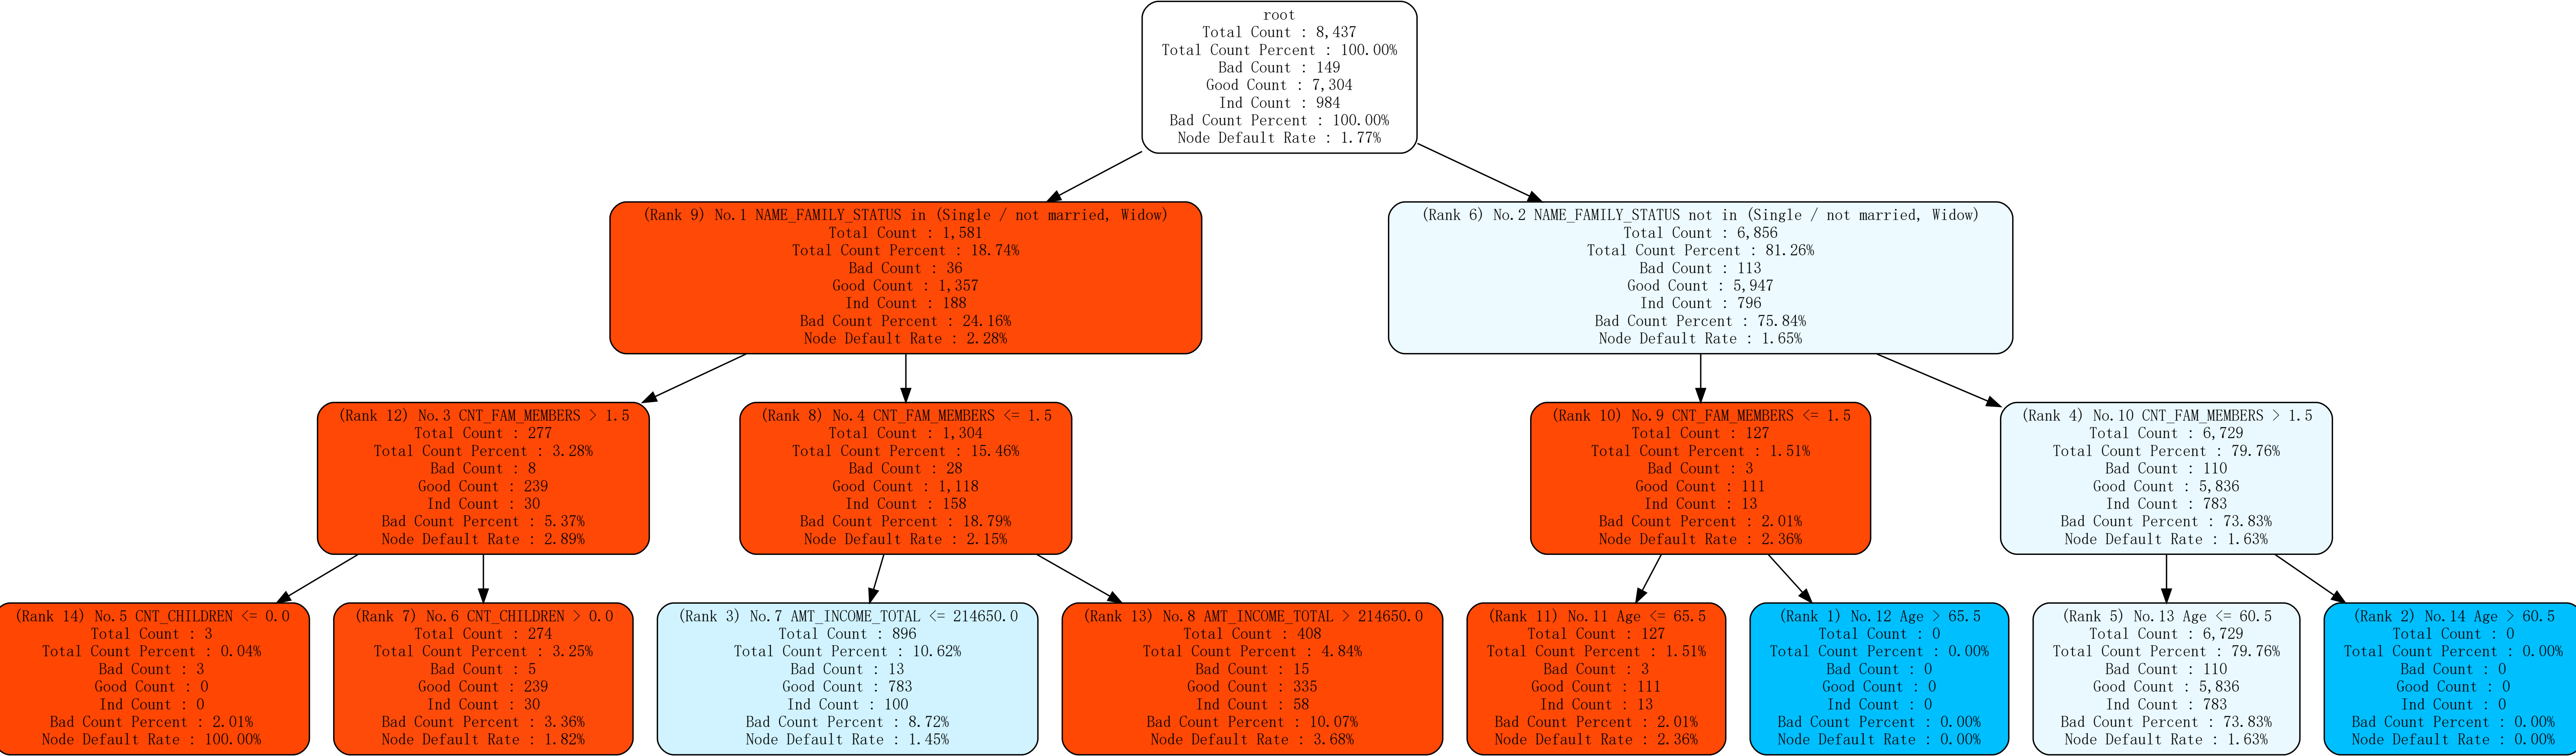 root
Total Count : 8,437
Total Count Percent : 100.00%
Bad Count : 149
Good Count : 7,304
Ind Count : 984
Bad Count Percent : 100.00%
Node Default Rate : 1.77%
(Rank 9) No.1 NAME_FAMILY_STATUS in (Single / not married, Widow)
Total Count : 1,581
Total Count Percent : 18.74%
Bad Count : 36
Good Count : 1,357
Ind Count : 188
Bad Count Percent : 24.16%
Node Default Rate : 2.28%
(Rank 6) No.2 NAME_FAMILY_STATUS not in (Single / not married, Widow)
Total Count : 6,856
Total Count Percent : 81.26%
Bad Count : 113
Good Count : 5,947
Ind Count : 796
Bad Count Percent : 75.84%
Node Default Rate : 1.65%
(Rank 12) No.3 CNT_FAM_MEMBERS > 1.5
Total Count : 277
Total Count Percent : 3.28%
Bad Count : 8
Good Count : 239
Ind Count : 30
Bad Count Percent : 5.37%
Node Default Rate : 2.89%
(Rank 8) No.4 CNT_FAM_MEMBERS <= 1.5
Total Count : 1,304
Total Count Percent : 15.46%
Bad Count : 28
Good Count : 1,118
Ind Count : 158
Bad Count Percent : 18.79%
Node Default Rate : 2.15%
(Rank 10) No.9 CNT_FAM_MEMBERS <= 1.5
Total Count : 127
Total Count Percent : 1.51%
Bad Count : 3
Good Count : 111
Ind Count : 13
Bad Count Percent : 2.01%
Node Default Rate : 2.36%
(Rank 4) No.10 CNT_FAM_MEMBERS > 1.5
Total Count : 6,729
Total Count Percent : 79.76%
Bad Count : 110
Good Count : 5,836
Ind Count : 783
Bad Count Percent : 73.83%
Node Default Rate : 1.63%
(Rank 14) No.5 CNT_CHILDREN <= 0.0
Total Count : 3
Total Count Percent : 0.04%
Bad Count : 3
Good Count : 0
Ind Count : 0
Bad Count Percent : 2.01%
Node Default Rate : 100.00%
(Rank 7) No.6 CNT_CHILDREN > 0.0
Total Count : 274
Total Count Percent : 3.25%
Bad Count : 5
Good Count : 239
Ind Count : 30
Bad Count Percent : 3.36%
Node Default Rate : 1.82%
(Rank 3) No.7 AMT_INCOME_TOTAL <= 214650.0
Total Count : 896
Total Count Percent : 10.62%
Bad Count : 13
Good Count : 783
Ind Count : 100
Bad Count Percent : 8.72%
Node Default Rate : 1.45%
(Rank 13) No.8 AMT_INCOME_TOTAL > 214650.0
Total Count : 408
Total Count Percent : 4.84%
Bad Count : 15
Good Count : 335
Ind Count : 58
Bad Count Percent : 10.07%
Node Default Rate : 3.68%
(Rank 11) No.11 Age <= 65.5
Total Count : 127
Total Count Percent : 1.51%
Bad Count : 3
Good Count : 111
Ind Count : 13
Bad Count Percent : 2.01%
Node Default Rate : 2.36%
(Rank 1) No.12 Age > 65.5
Total Count : 0
Total Count Percent : 0.00%
Bad Count : 0
Good Count : 0
Ind Count : 0
Bad Count Percent : 0.00%
Node Default Rate : 0.00%
(Rank 5) No.13 Age <= 60.5
Total Count : 6,729
Total Count Percent : 79.76%
Bad Count : 110
Good Count : 5,836
Ind Count : 783
Bad Count Percent : 73.83%
Node Default Rate : 1.63%
(Rank 2) No.14 Age > 60.5
Total Count : 0
Total Count Percent : 0.00%
Bad Count : 0
Good Count : 0
Ind Count : 0
Bad Count Percent : 0.00%
Node Default Rate : 0.00%